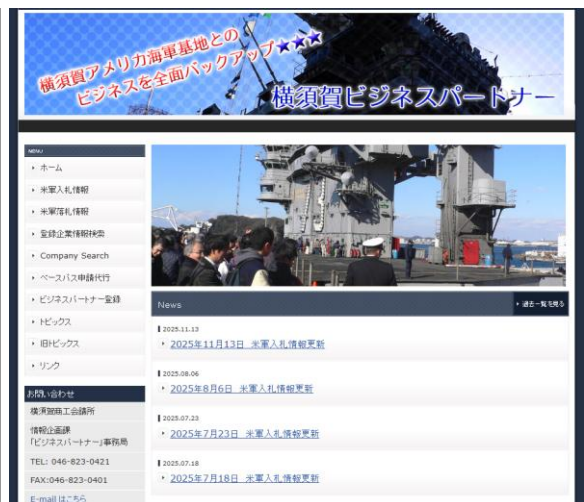 横須賀アメリカ海軍基地との
ビジネスを全面バックアップ★★★
横須賀ビジネスパートナー
MENU
ホーム
米軍入札情報
米軍落札情報
登録企業情報検索
Company Search
ベースパス申請代行
ビジネスパートナー登録
トピックス
旧トピックス
リンク
お問い合わせ
横須賀商工会議所
情報企画課
「ビジネスパートナー」事務局
TEL: 046-823-0421
FAX:046-823-0401
E-mail はこちら
News
過去一覧を見る
2025.11.13
2025年11月13日 米軍入札情報更新
2025.08.06
2025年8月6日 米軍入札情報更新
2025.07.23
2025年7月23日 米軍入札情報更新
2025.07.18
2025年7月18日 米軍入札情報更新